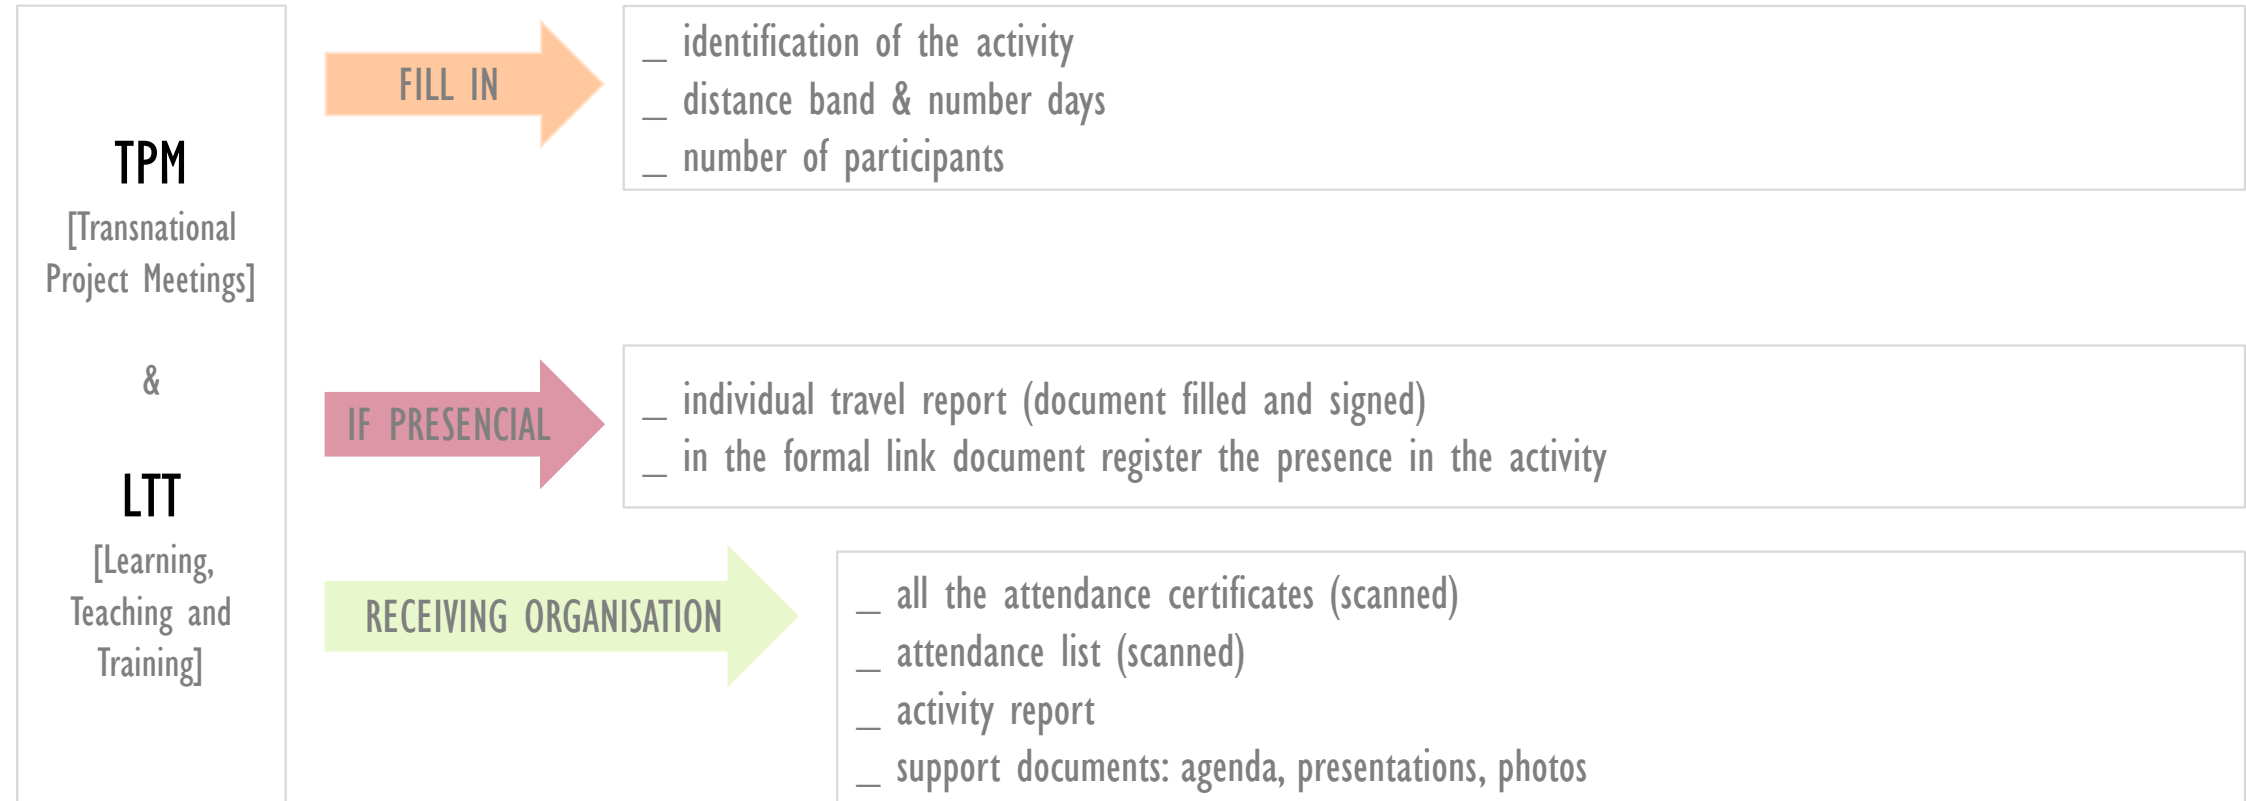 TPM
[Transnational
Project Meetings]
&
LTT
[Learning,
Teaching and
Training]
FILL IN
_ identification of the activity
_ distance band & number days
_ number of participants
IF PRESENCIAL
_ individual travel report (document filled and signed)
_ in the formal link document register the presence in the activity
RECEIVING ORGANISATION
_ all the attendance certificates (scanned)
_ attendance list (scanned)
_ activity report
_ support documents: agenda, presentations, photos